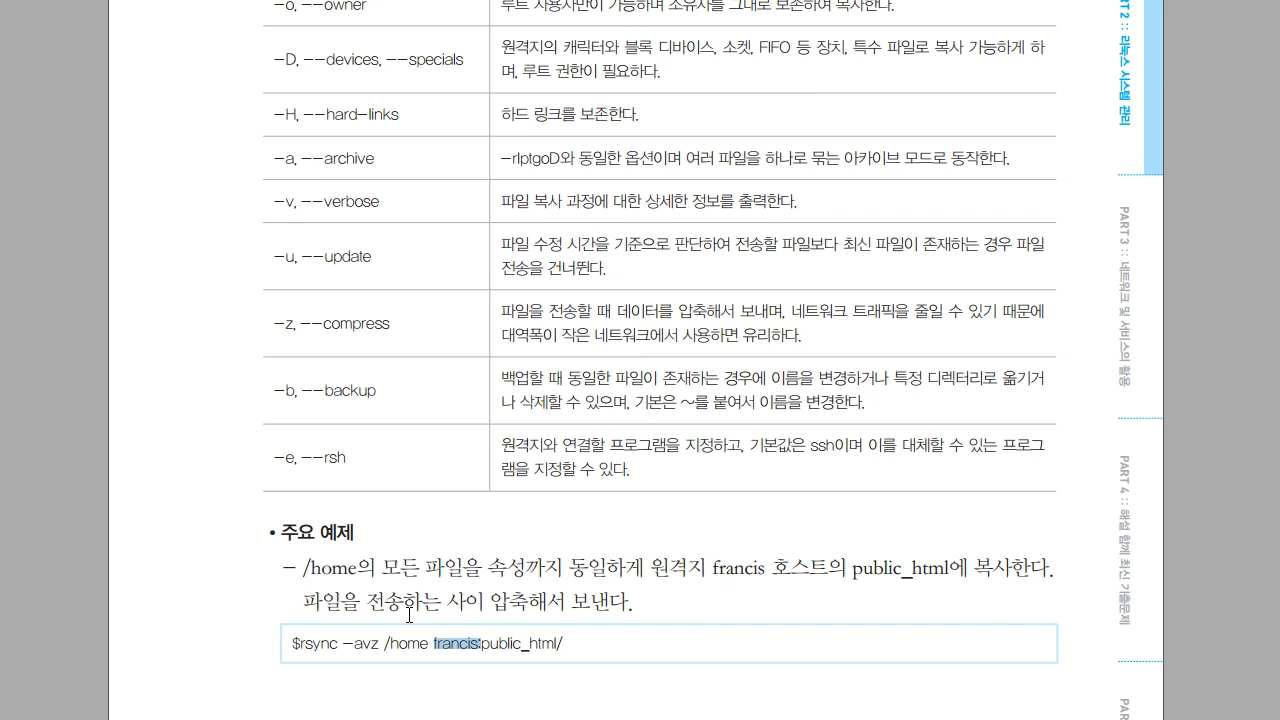 -o, --owner
루트 사용자만이 가능하며 소유자를 그대로 보존하여 복사한다.
-D, --devices, --specials
원격지의 캐릭터와 블록 디바이스, 소켓, FIFO 등 장치, 특수 파일로 복사 가능하게 하
며, 루트 권한이 필요하다.
-H, --hard-links
하드 링크를 보존한다.
-a, --archive
-rlptgoD와 동일한 옵션이며 여러 파일을 하나로 묶는 아카이브 모드로 동작한다.
-v, --verbose
파일 복사 과정에 대한 상세한 정보를 출력한다.
-u, --update
파일 수정 시간을 기준으로 판단하여 전송할 파일보다 최신 파일이 존재하는 경우 파일
전송을 건너뛴다.
-z, --compress
파일을 전송할 때 데이터를 압축해서 보내며, 네트워크 트래픽을 줄일 수 있기 때문에
대역폭이 작은 네트워크에서 사용하면 유리하다.
-b, --backup
백업할 때 동일한 파일이 존재하는 경우에 이름을 변경하거나 특정 디렉터리로 옮기거
나 삭제할 수 있으며, 기본은 ~를 붙여서 이름을 변경한다.
-e, --rsh
원격지와 연결할 프로그램을 지정하고, 기본값은 ssh이며 이를 대체할 수 있는 프로그
램을 지정할 수 있다.
• 주요 예제
- /home의 모든 파일을 속성까지 동일하게 원격 호스트 francis 호스트의 public_html에 복사한다.
파일을 전송하는 사이 압축해서 보낸다.
$rsync -avz /home francis:public_html/
PART 2 :: 리눅스 시스템 관리
PART 3 :: 네트워크 및 서비스의 활용
PART 4 :: 해설과 함께 최신 기출문제
PAR